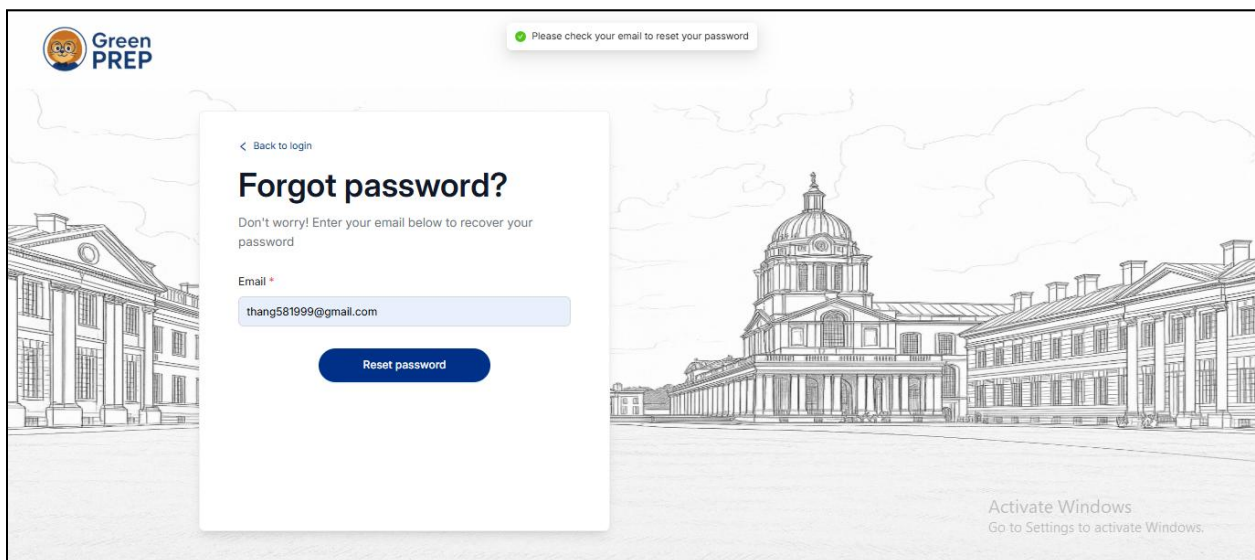 Green
PREP
Please check your email to reset your password
Back to login
Forgot password?
Don't worry! Enter your email below to recover your
password
Email *
thang581999@gmail.com
Reset password
Activate Windows
Go to Settings to activate Windows.